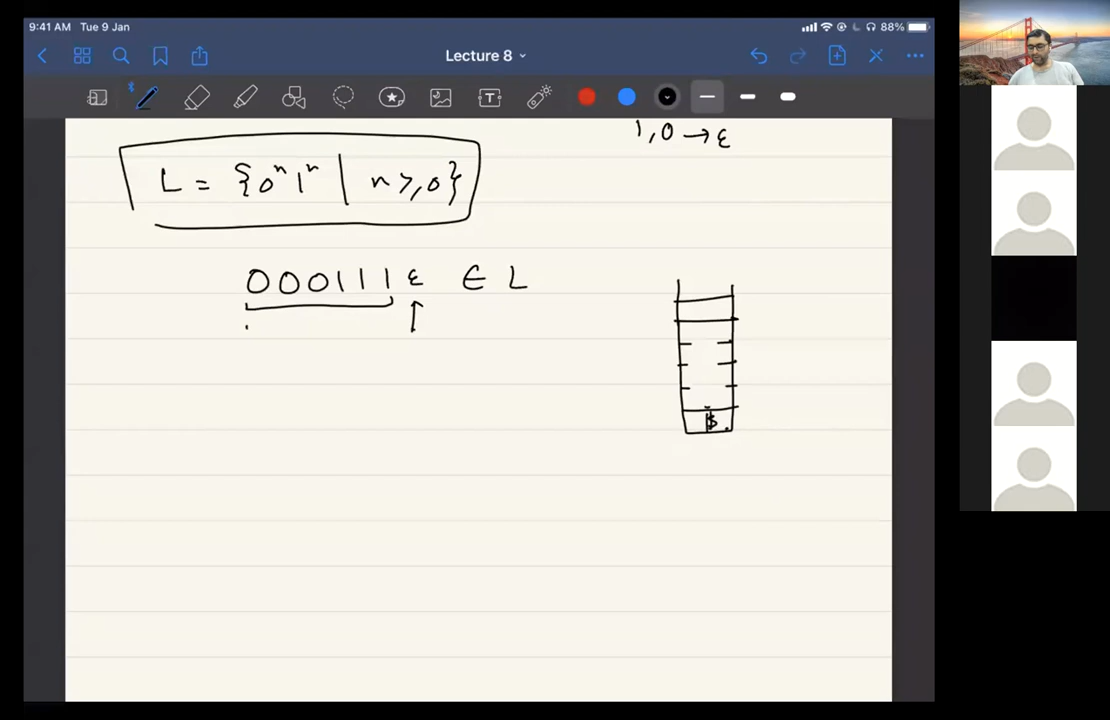 9:41 AM Tue 9 Jan
88%
Lecture 8
1,0 → ε
L = {0ⁿ1ⁿ | n ≥ 0}
000111ε ∈ L
$